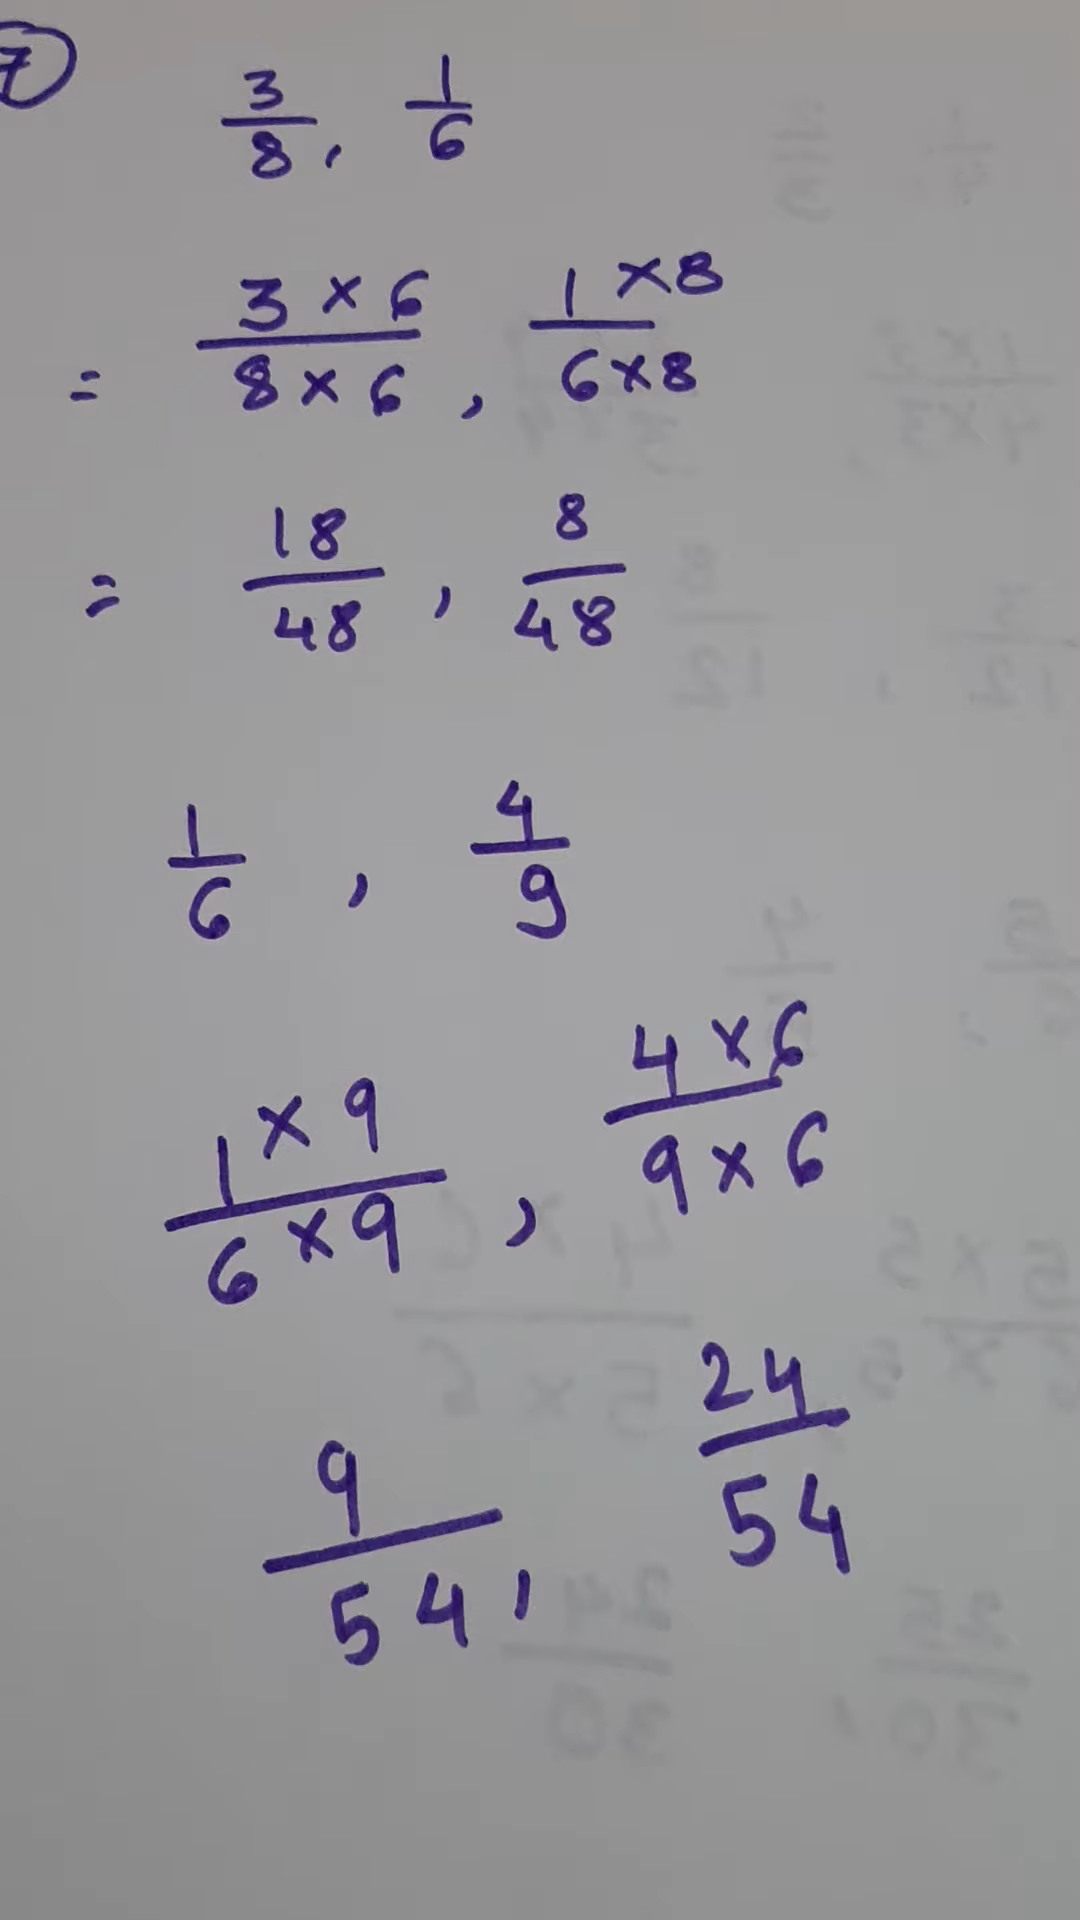 7
3/8, 1/6
= 3 × 6 / 8 × 6, 1 × 8 / 6 × 8
= 18/48, 8/48
1/6, 4/9
1 × 9 / 6 × 9, 4 × 6 / 9 × 6
9/54, 24/54